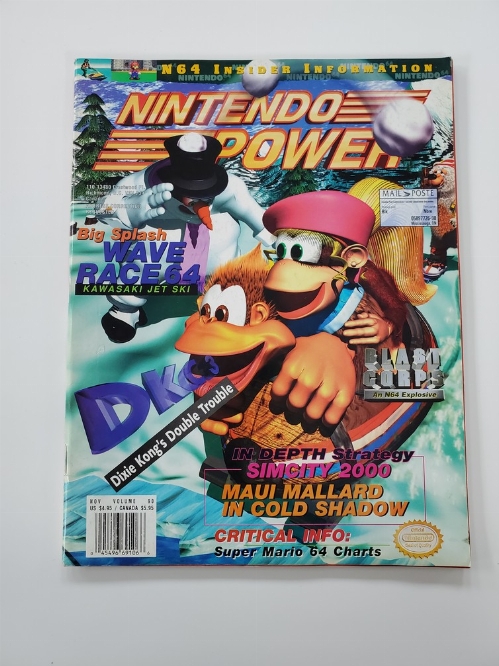 N64 INSIDER INFORMATION
NINTENDO NINTENDO NINTENDO
NINTENDO
POWER
MAIL POSTE
Big Splash
WAVE
RACE 64
KAWASAKI JET SKI
BLAST
CORPS
An N64 Explosive
DKC3
Dixie Kong's Double Trouble
IN DEPTH Strategy
SIMCITY 2000
MAUI MALLARD
IN COLD SHADOW
NOV VOLUME 90
US $4.95 / CANADA $5.95
CRITICAL INFO:
Super Mario 64 Charts
Nintendo